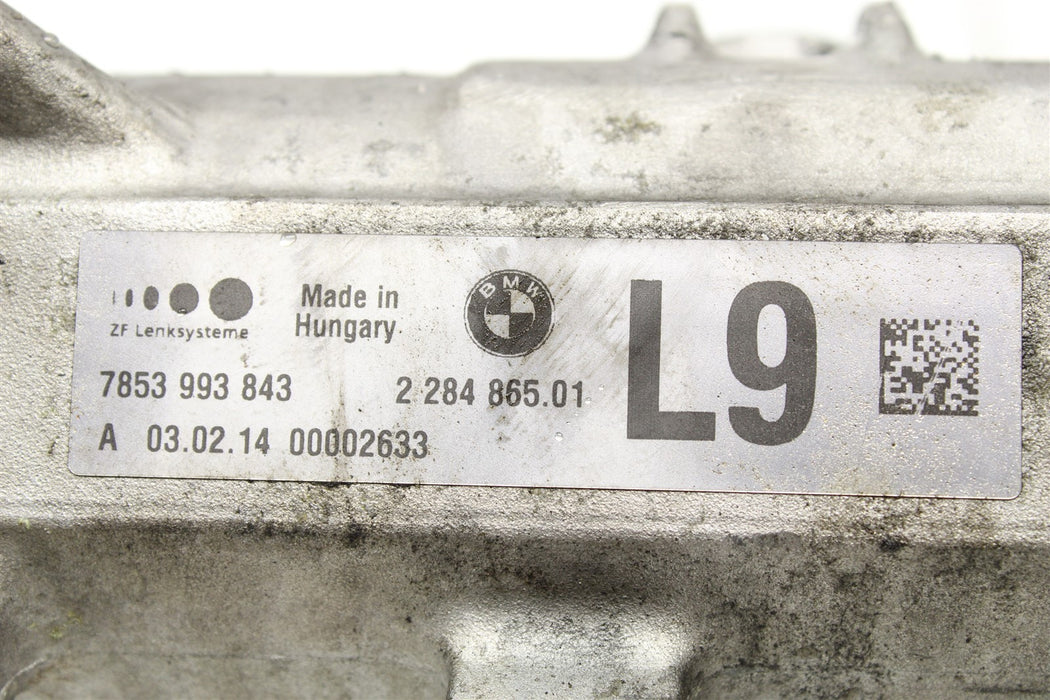 ZF Lenksysteme
Made in
Hungary
BMW
L9
7853 993 843 2 284 865.01
A 03.02.14 00002633